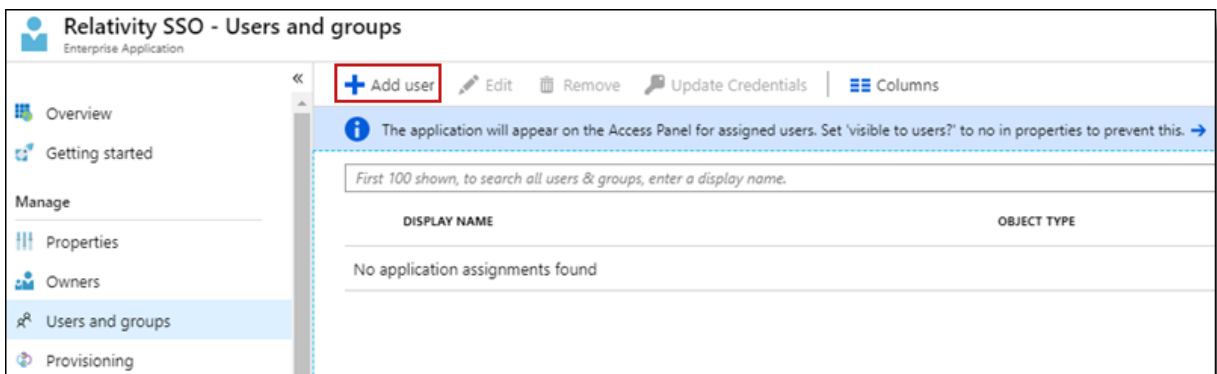 Relativity SSO - Users and groups
Enterprise Application
«
Overview
Getting started
Manage
Properties
Owners
Users and groups
Provisioning
Add user Edit Remove Update Credentials Columns
The application will appear on the Access Panel for assigned users. Set 'visible to users?' to no in properties to prevent this. →
First 100 shown, to search all users & groups, enter a display name.
DISPLAY NAME OBJECT TYPE
No application assignments found